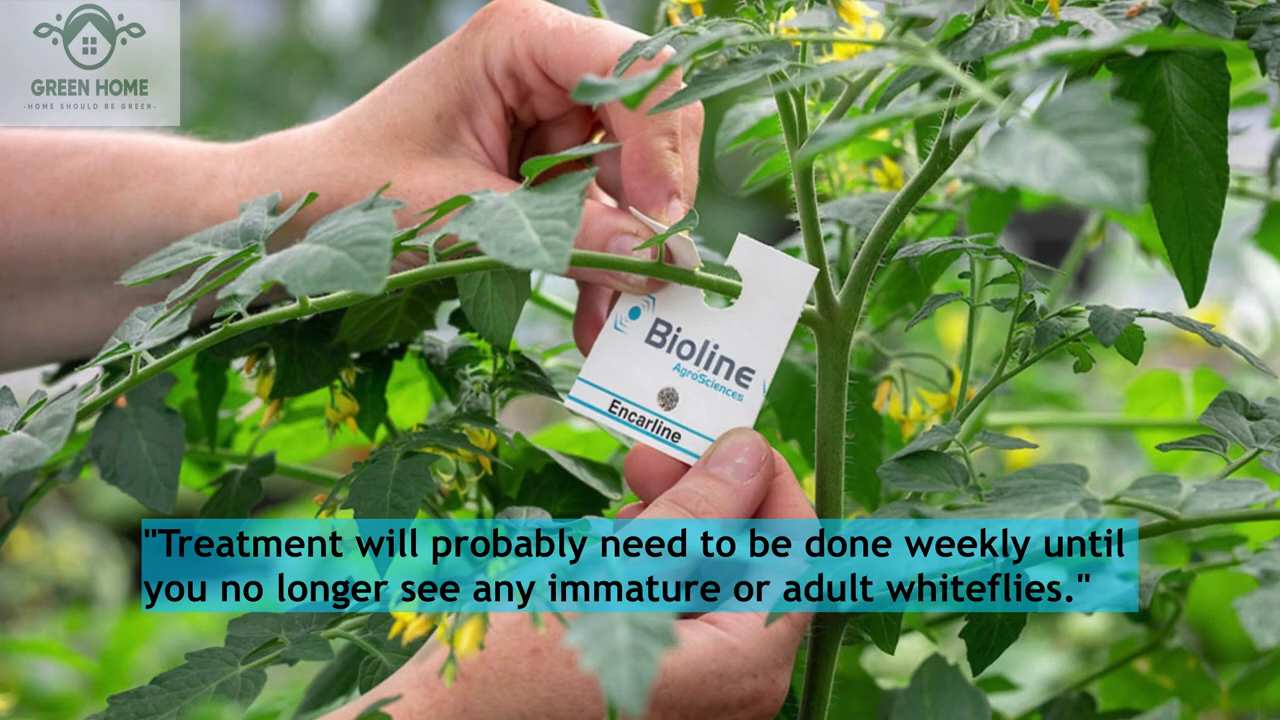 GREEN HOME
·HOME SHOULD BE GREEN·
Bioline
AgroSciences
Encarline
"Treatment will probably need to be done weekly until
you no longer see any immature or adult whiteflies."